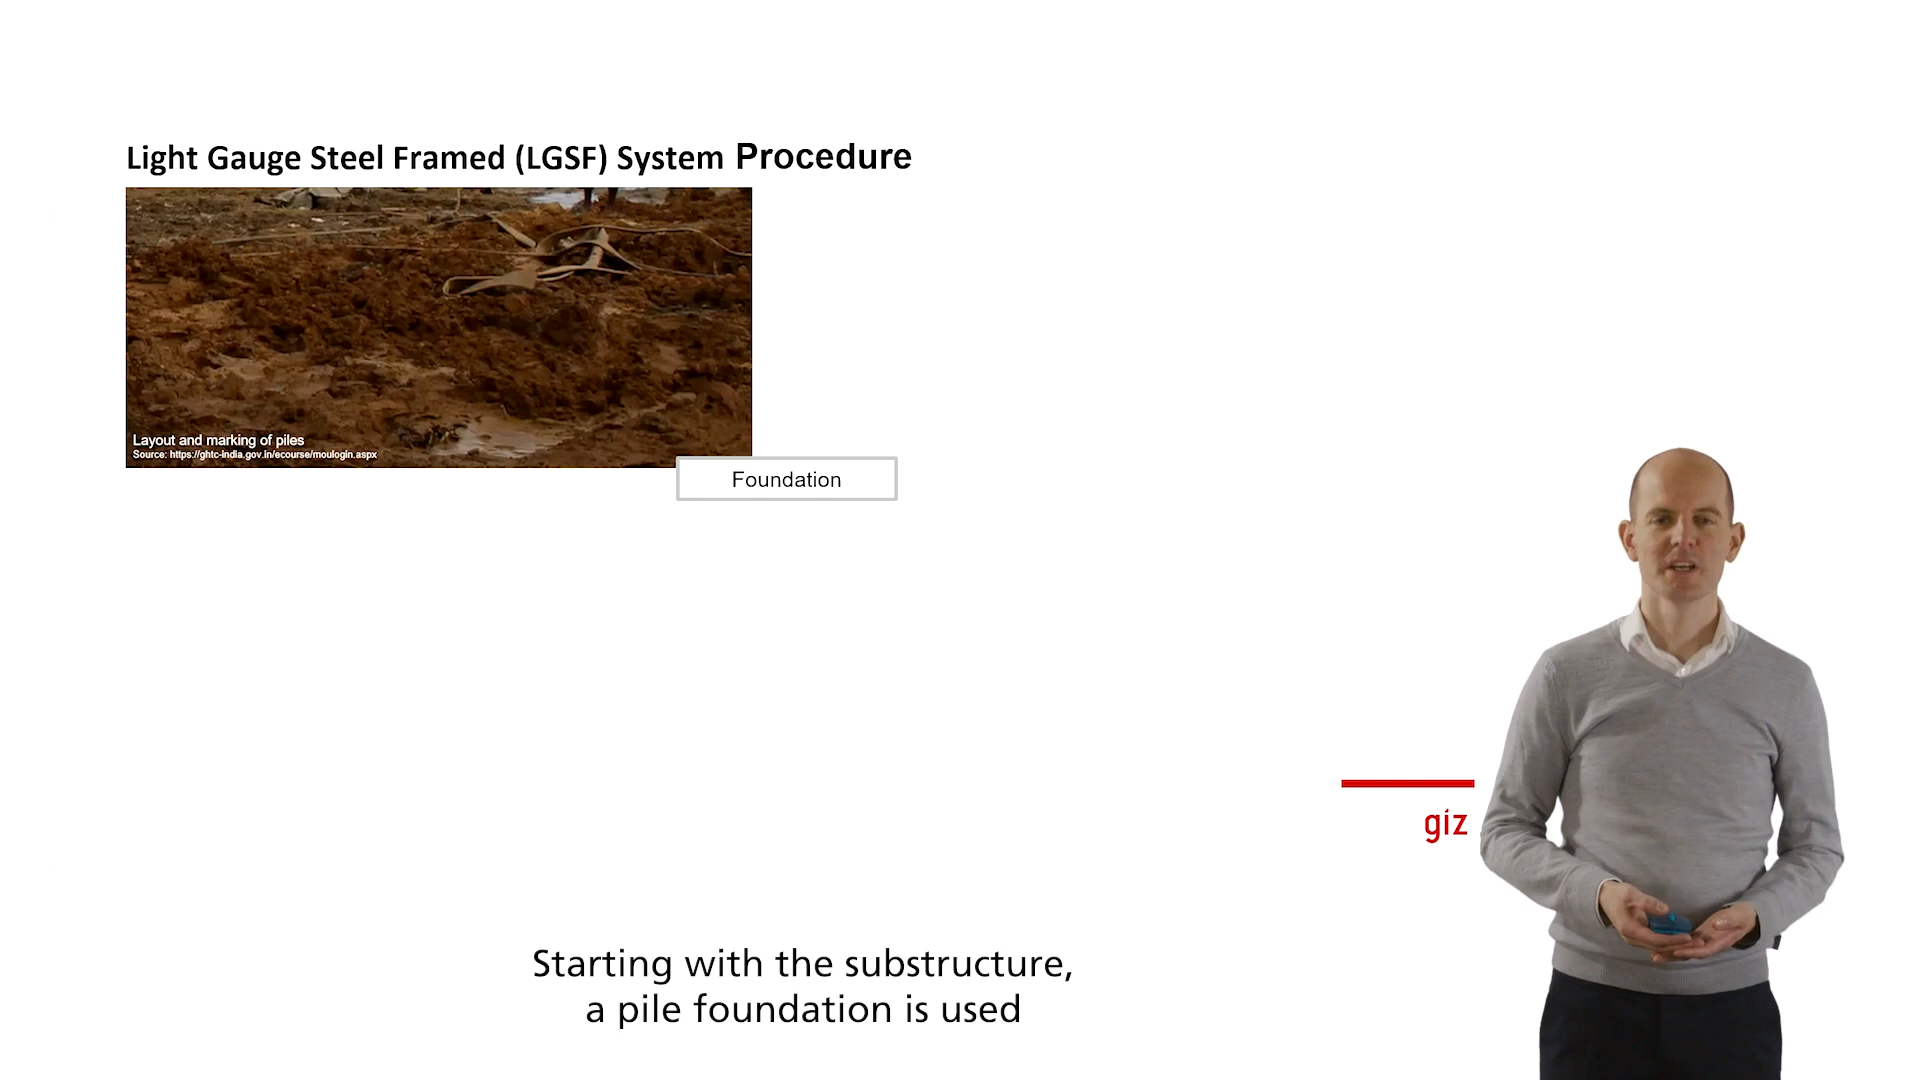 Light Gauge Steel Framed (LGSF) System Procedure
Layout and marking of piles
Source: https://ghtc-india.gov.in/ecourse/moulogin.aspx
Foundation
giz
Starting with the substructure,
a pile foundation is used